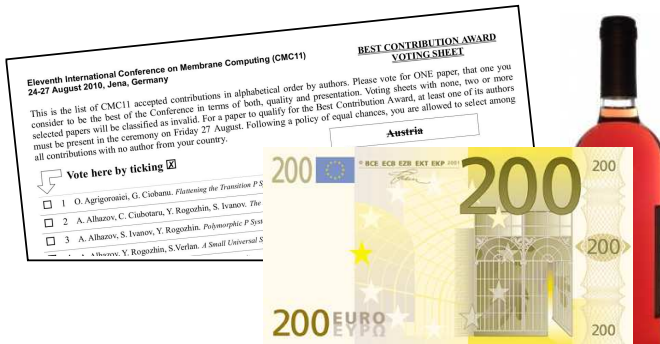 Eleventh International Conference on Membrane Computing (CMC11)
24-27 August 2010, Jena, Germany
BEST CONTRIBUTION AWARD
VOTING SHEET
This is the list of CMC11 accepted contributions in alphabetical order by authors. Please vote for ONE paper, that one you
consider to be the best of the Conference in terms of both, quality and presentation. Voting sheets with none, two or more
selected papers will be classified as invalid. For a paper to qualify for the Best Contribution Award, at least one of its authors
must be present in the ceremony on Friday 27 August. Following a policy of equal chances, you are allowed to select among
all contributions with no author from your country.
Austria
Vote here by ticking ☒
☐ 1 O. Agrigoroaiei, G. Ciobanu. Flattening the Transition P S
☐ 2 A. Alhazov, C. Ciubotaru, Y. Rogozhin, S. Ivanov. The
☐ 3 A. Alhazov, S. Ivanov, Y. Rogozhin. Polymorphic P Syst
A. Alhazov, Y. Rogozhin, S.Verlan. A Small Universal S
200
© BCE ECB EZB EKT EKP 2001
200
200
200
200 EURO
ΕΥΡΩ
200